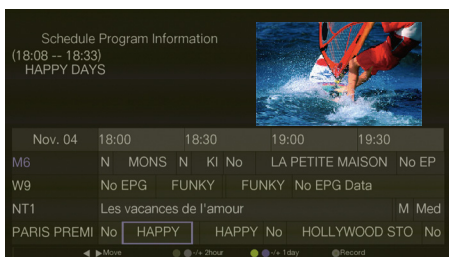 Schedule Program Information
(18:08 -- 18:33)
HAPPY DAYS
Nov. 04 18:00 18:30 19:00 19:30
M6 N MONS N KI No LA PETITE MAISON No EP
W9 No EPG FUNKY FUNKY No EPG Data
NT1 Les vacances de l'amour M Med
PARIS PREMI No HAPPY HAPPY No HOLLYWOOD STO No
Move -/+ 2hour -/+ 1day Record